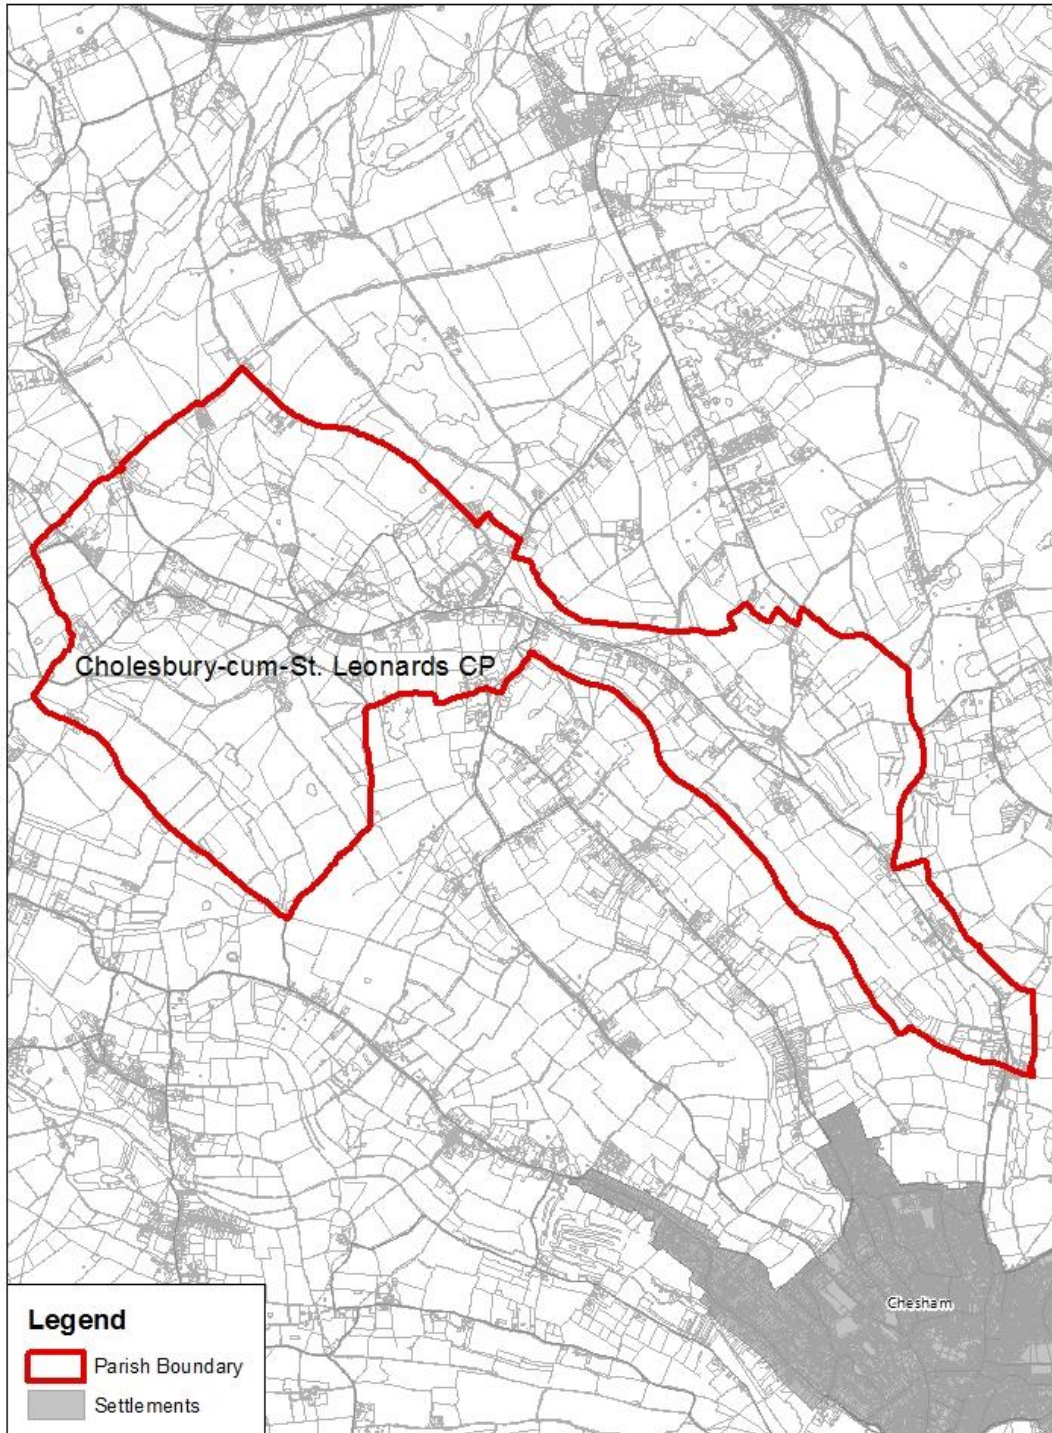 Cholesbury-cum-St. Leonards CP
Chesham
Legend
Parish Boundary
Settlements